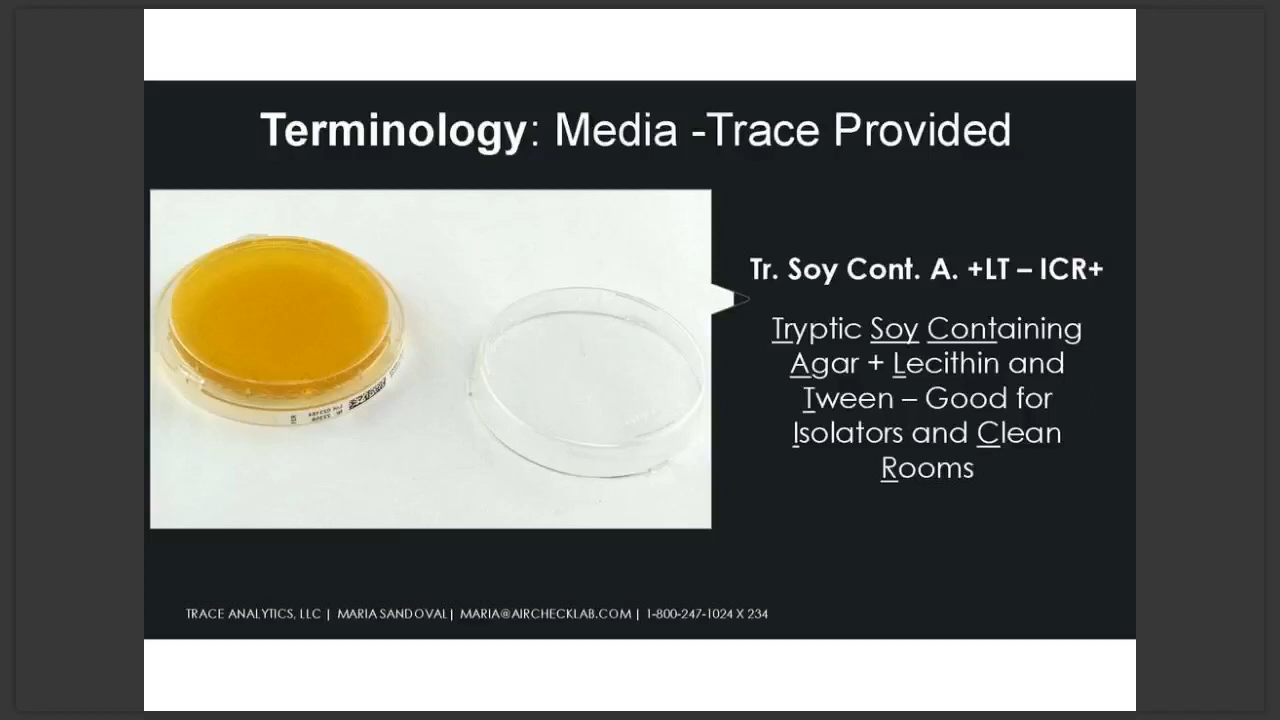 Terminology: Media -Trace Provided
Tr. Soy Cont. A. +LT – ICR+
Tryptic Soy Containing
Agar + Lecithin and
Tween – Good for
Isolators and Clean
Rooms
TRACE ANALYTICS, LLC | MARIA SANDOVAL| MARIA@AIRCHECKLAB.COM | 1-800-247-1024 X 234